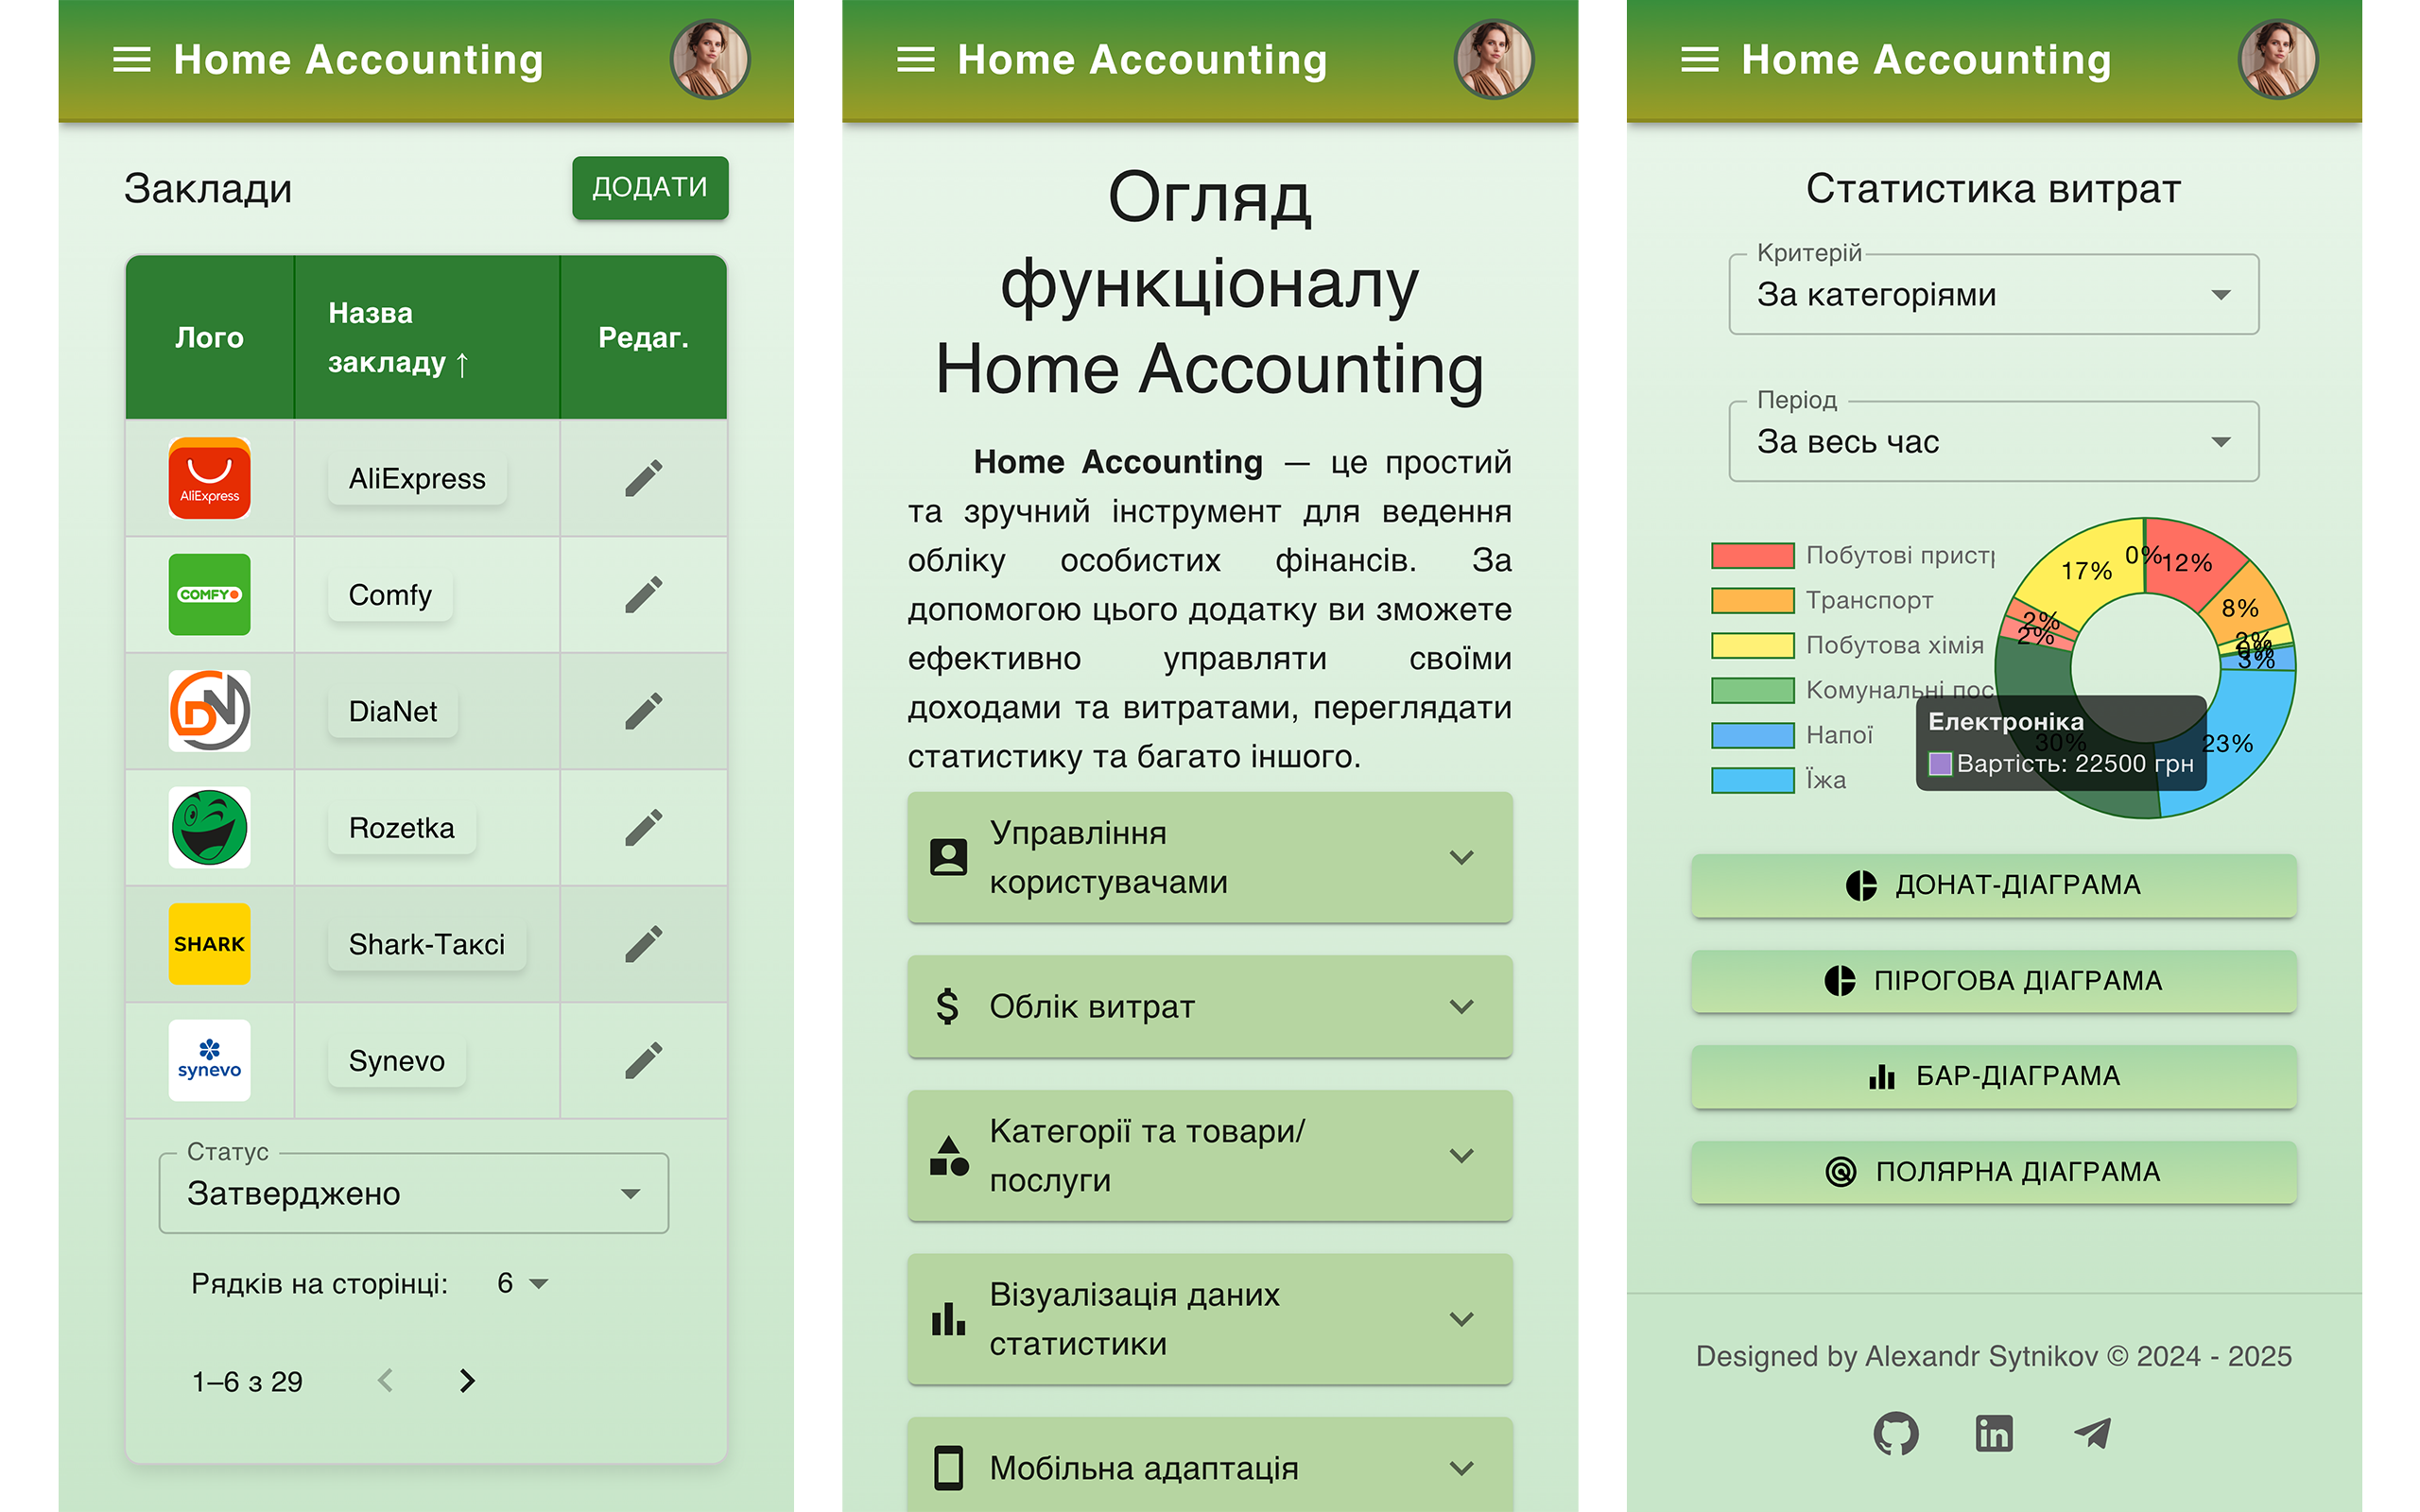 Home Accounting
Заклади
ДОДАТИ
Лого
Назва
закладу ↑
Редаг.
AliExpress
AliExpress
COMFY
Comfy
DN
DiaNet
Rozetka
SHARK
Shark-Таксі
synevo
Synevo
Статус
Затверджено
Рядків на сторінці: 6
1–6 з 29
Home Accounting
Огляд
функціоналу
Home Accounting
Home Accounting — це простий
та зручний інструмент для ведення
обліку особистих фінансів. За
допомогою цього додатку ви зможете
ефективно управляти своїми
доходами та витратами, переглядати
статистику та багато іншого.
Управління
користувачами
Облік витрат
Категорії та товари/
послуги
Візуалізація даних
статистики
Мобільна адаптація
Home Accounting
Статистика витрат
Критерій
За категоріями
Період
За весь час
Побутові прист
Транспорт
Побутова хімія
Комунальні пос
Напої
Їжа
17%
0%
12%
8%
2%
2%
2%
3%
30%
23%
Електроніка
Вартість: 22500 грн
ДОНАТ-ДІАГРАМА
ПІРОГОВА ДІАГРАМА
БАР-ДІАГРАМА
ПОЛЯРНА ДІАГРАМА
Designed by Alexandr Sytnikov © 2024 - 2025